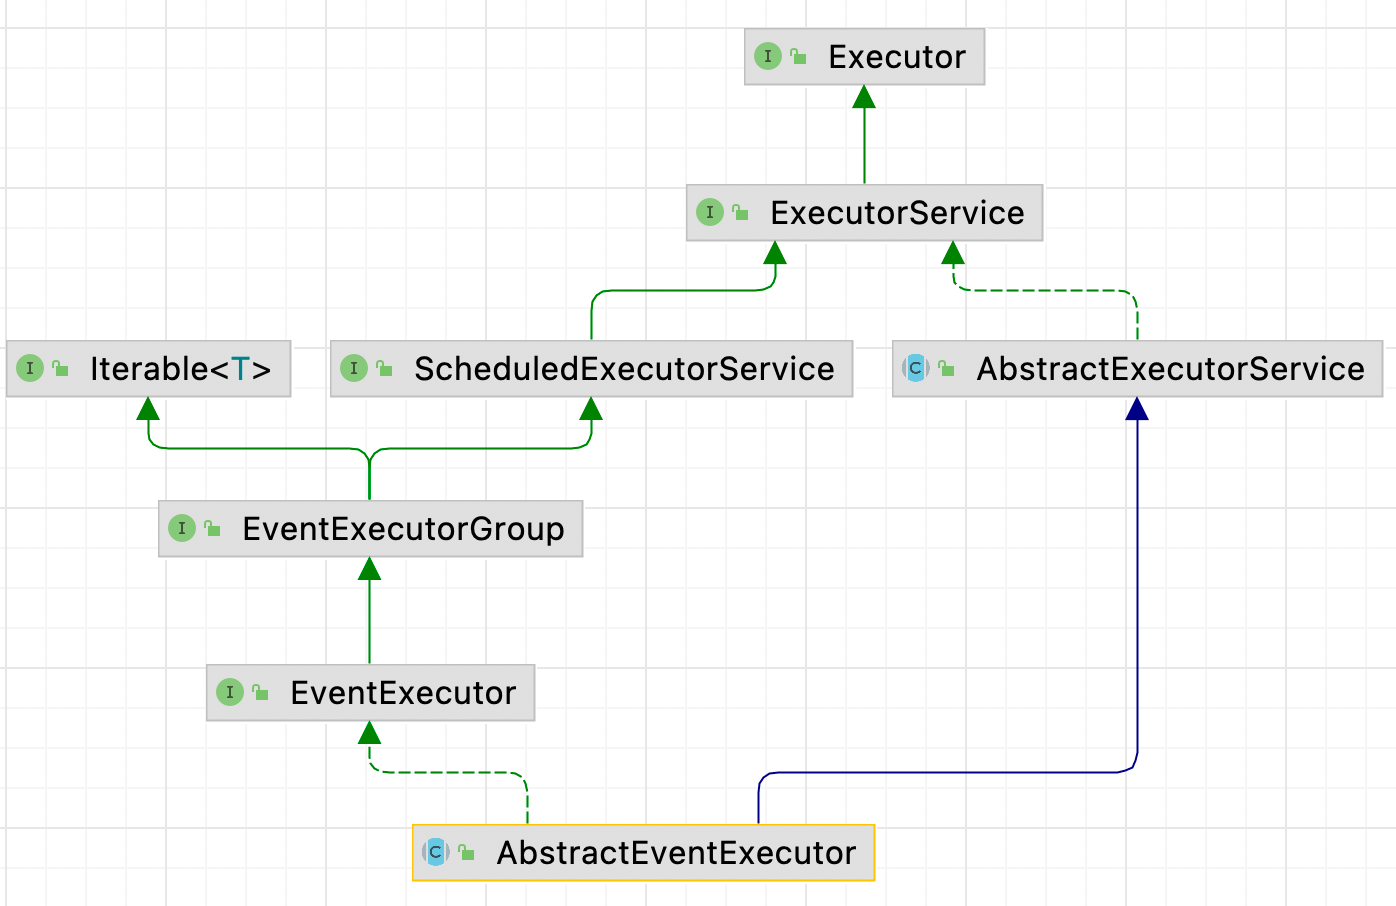 I Executor
I ExecutorService
I Iterable<T>
I ScheduledExecutorService
C AbstractExecutorService
I EventExecutorGroup
I EventExecutor
C AbstractEventExecutor